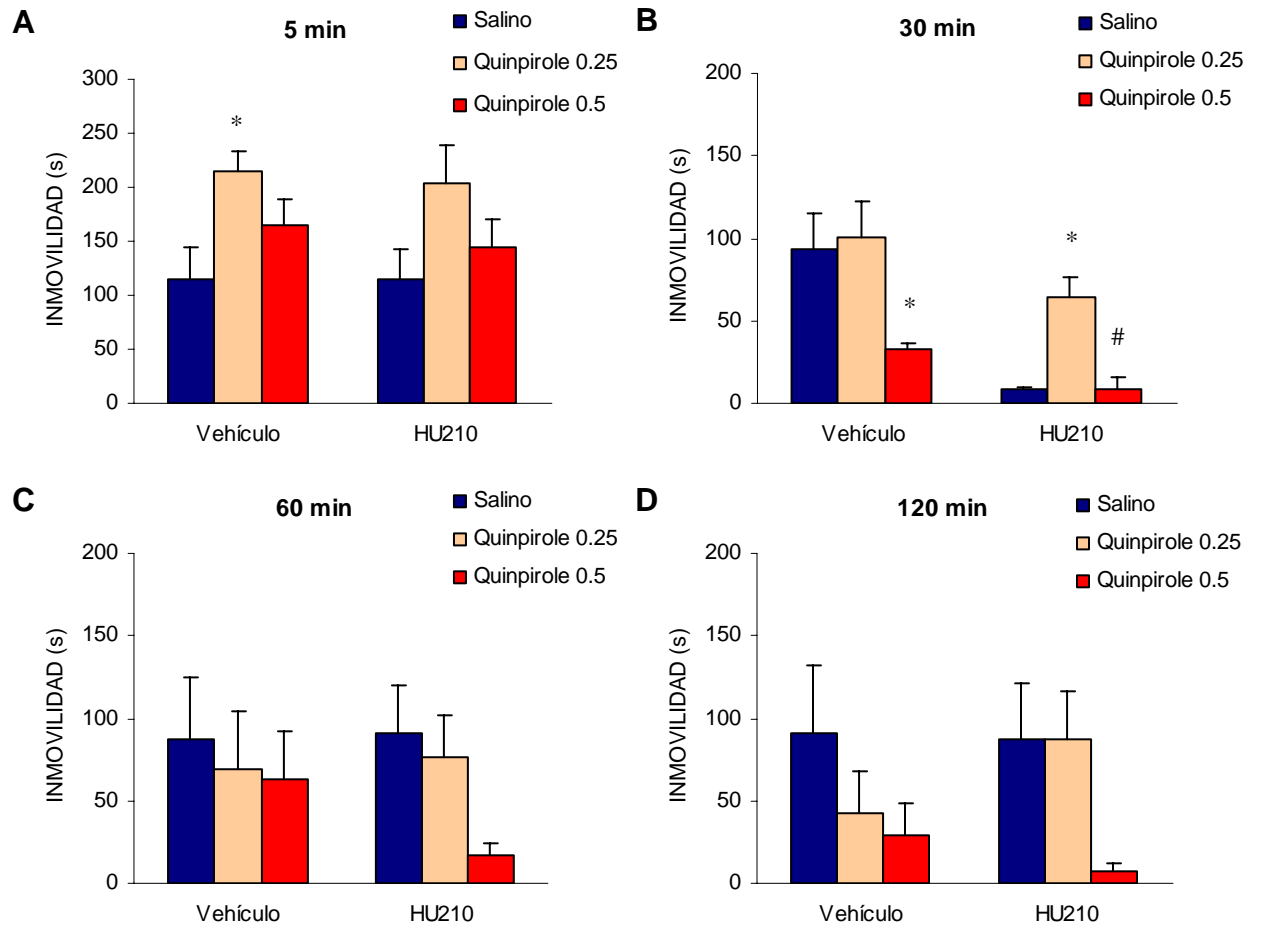 A
5 min
Salino
Quinpirole 0.25
Quinpirole 0.5
INMOVILIDAD (s)
300
250
200
150
100
50
0
*
Vehículo
HU210
B
30 min
Salino
Quinpirole 0.25
Quinpirole 0.5
INMOVILIDAD (s)
200
150
100
50
0
*
*
#
Vehículo
HU210
C
60 min
Salino
Quinpirole 0.25
Quinpirole 0.5
INMOVILIDAD (s)
200
150
100
50
0
Vehículo
HU210
D
120 min
Salino
Quinpirole 0.25
Quinpirole 0.5
INMOVILIDAD (s)
200
150
100
50
0
Vehículo
HU210